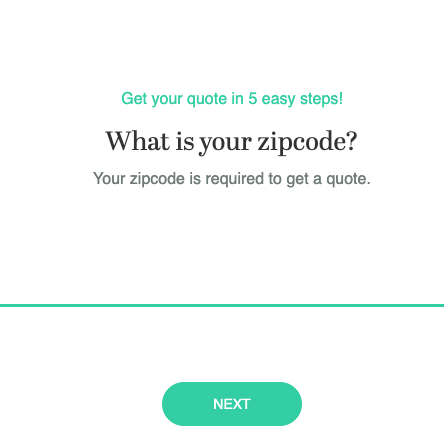 Get your quote in 5 easy steps!
What is your zipcode?
Your zipcode is required to get a quote.
NEXT